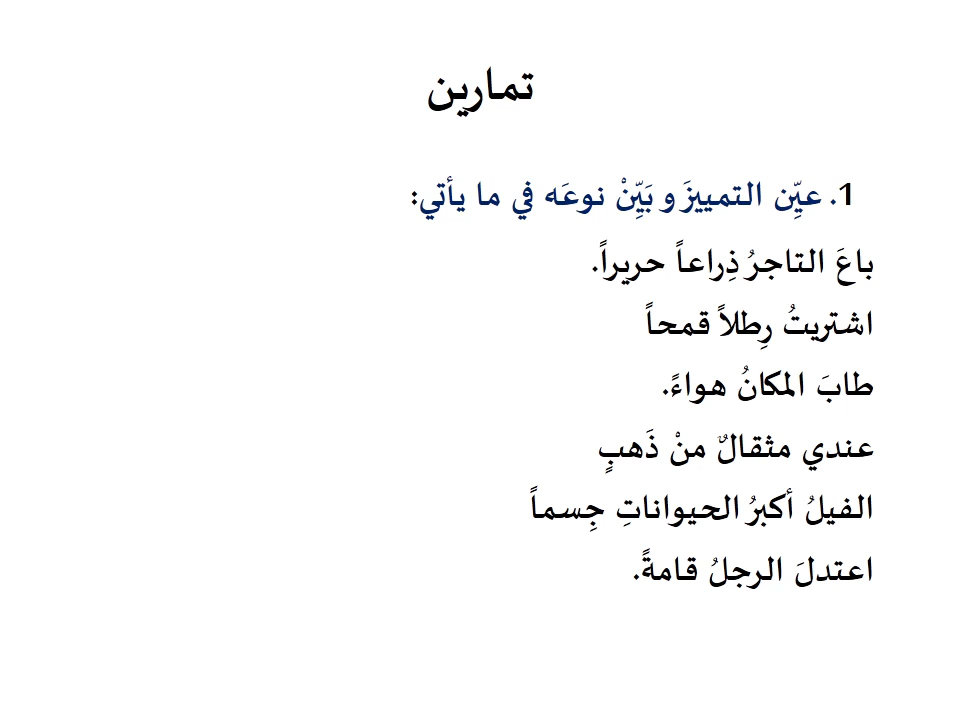 تمارين
1. عيِّن التمييزَ و بَيِّنْ نوعَه في ما يأتي:
باعَ التاجرُ ذِراعاً حريراً.
اشتريتُ رِطلاً قمحاً
طابَ المكانُ هواءً.
عندي مثقالٌ منْ ذَهبٍ
الفيلُ أكبرُ الحيواناتِ جِسماً
اعتدلَ الرجلُ قامةً.